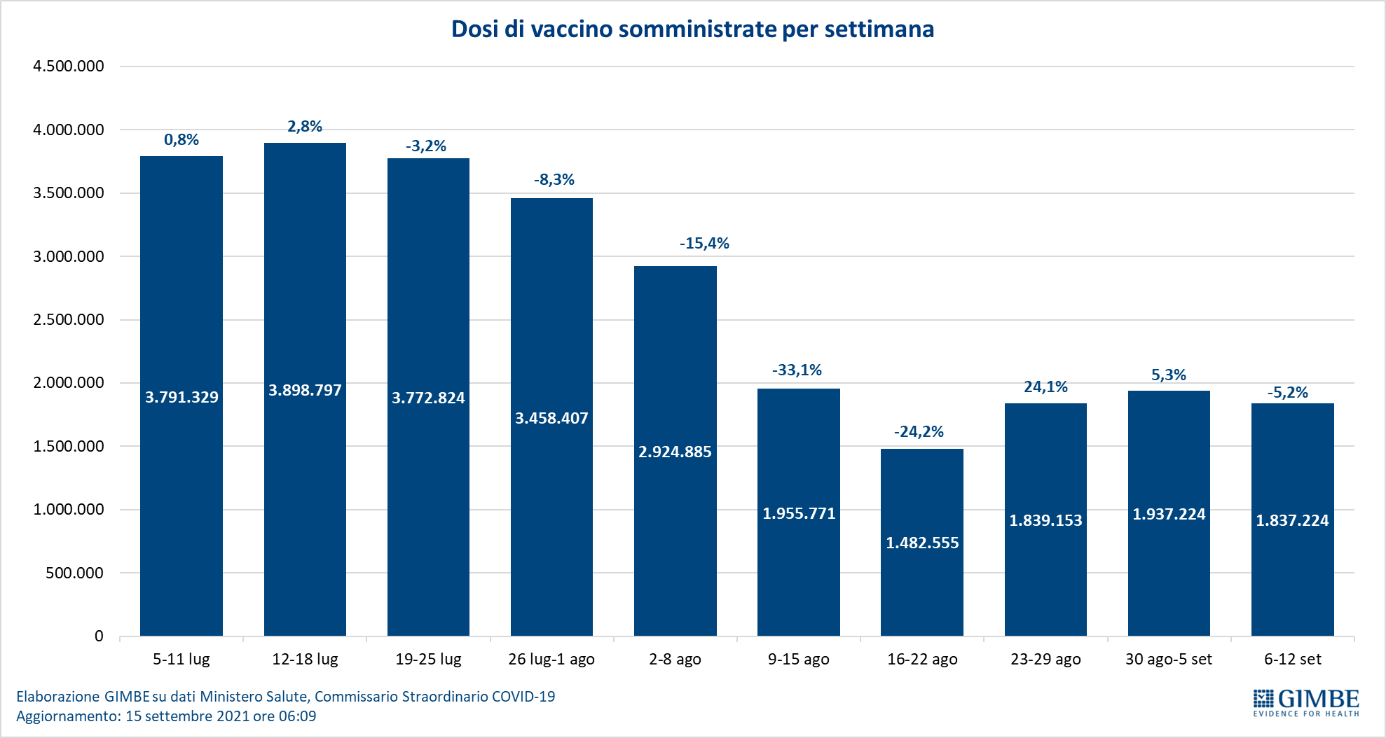 Dosi di vaccino somministrate per settimana
4.500.000
4.000.000
3.500.000
3.000.000
2.500.000
2.000.000
1.500.000
1.000.000
500.000
0
0,8%
2,8%
-3,2%
-8,3%
-15,4%
-33,1%
-24,2%
24,1%
5,3%
-5,2%
3.791.329
3.898.797
3.772.824
3.458.407
2.924.885
1.955.771
1.482.555
1.839.153
1.937.224
1.837.224
5-11 lug
12-18 lug
19-25 lug
26 lug-1 ago
2-8 ago
9-15 ago
16-22 ago
23-29 ago
30 ago-5 set
6-12 set
Elaborazione GIMBE su dati Ministero Salute, Commissario Straordinario COVID-19
Aggiornamento: 15 settembre 2021 ore 06:09
GIMBE
EVIDENCE FOR HEALTH